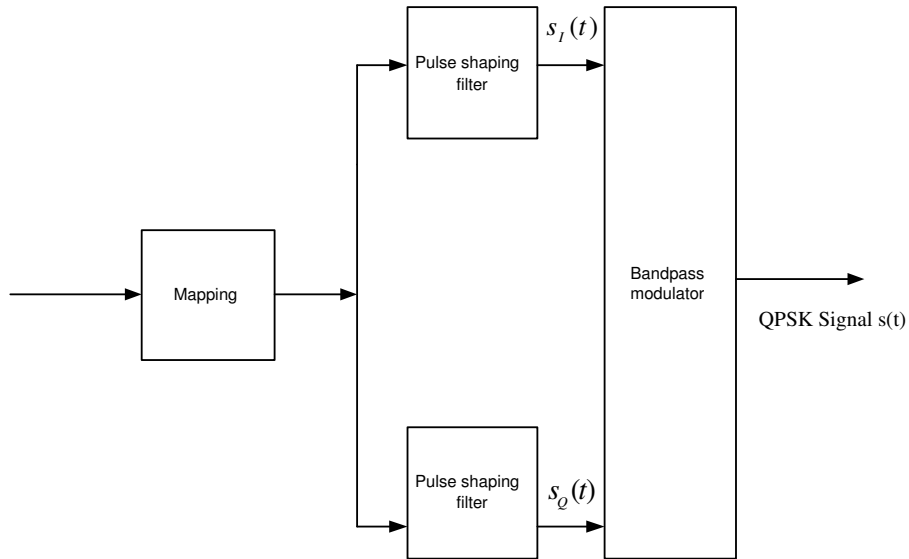 s_I(t)
Pulse shaping
filter
Mapping
Bandpass
modulator
QPSK Signal s(t)
Pulse shaping
filter
s_Q(t)